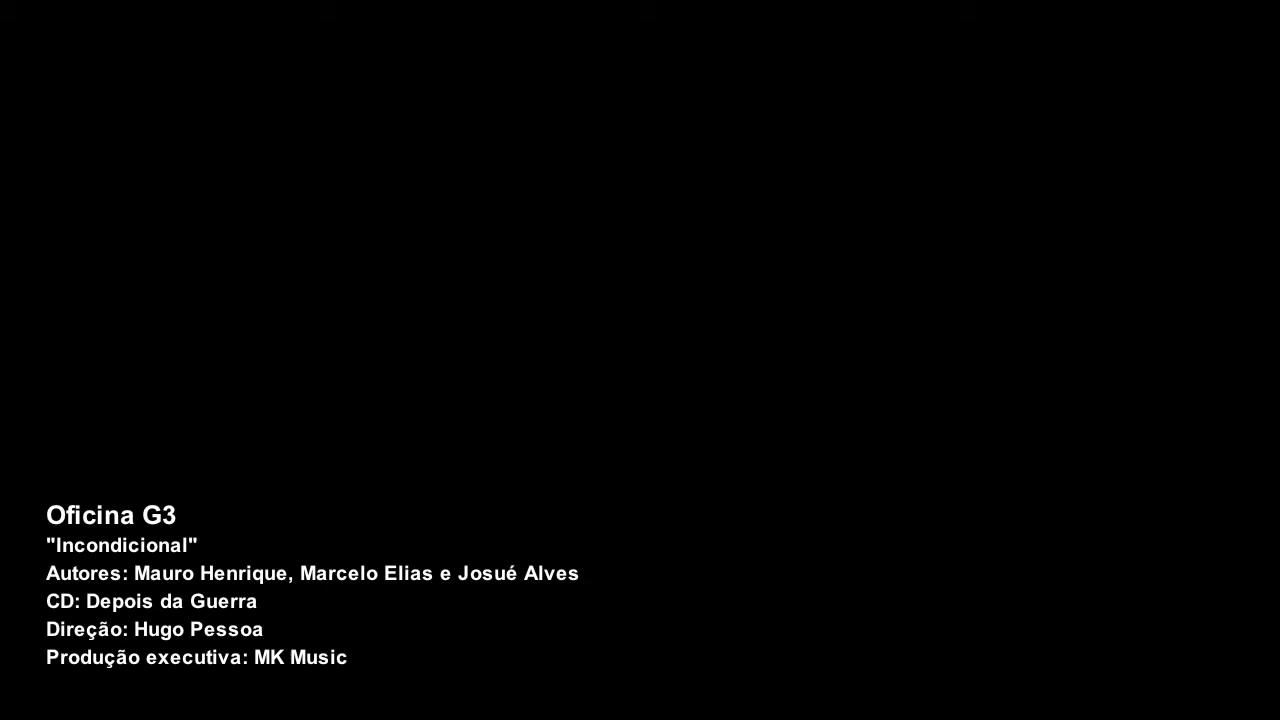 Oficina G3
"Incondicional"
Autores: Mauro Henrique, Marcelo Elias e Josué Alves
CD: Depois da Guerra
Direção: Hugo Pessoa
Produção executiva: MK Music